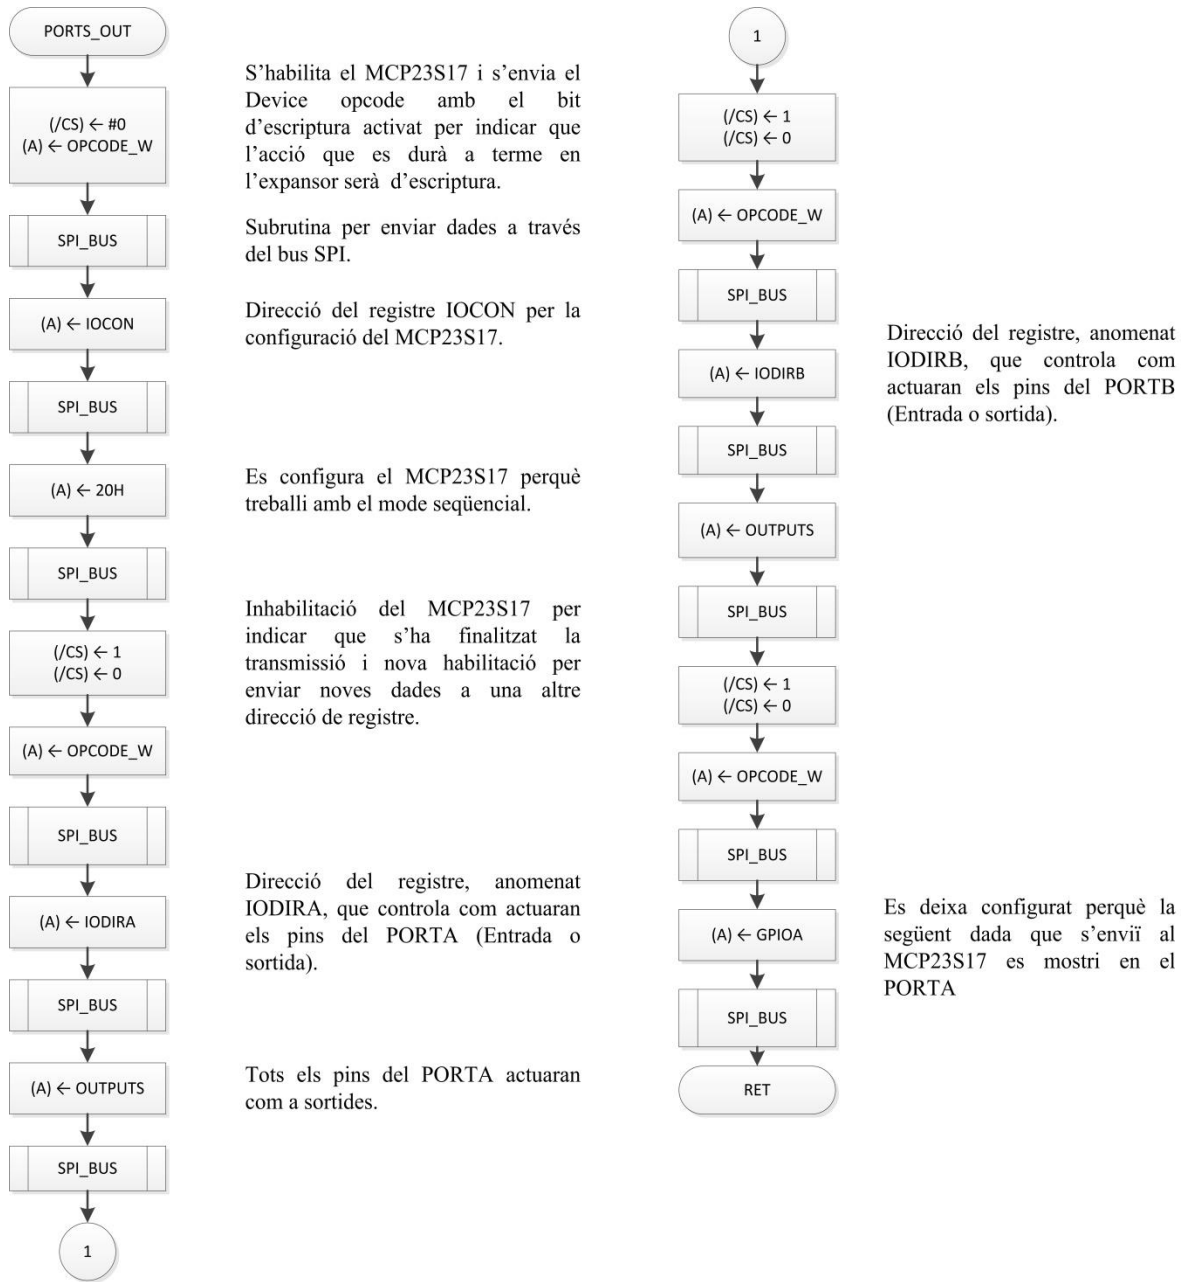 PORTS_OUT
(/CS) ← #0
(A) ← OPCODE_W
S’habilita el MCP23S17 i s’envia el
Device opcode amb el bit
d’escriptura activat per indicar que
l’acció que es durà a terme en
l’expansor serà d’escriptura.
SPI_BUS
Subrutina per enviar dades a través
del bus SPI.
(A) ← IOCON
Direcció del registre IOCON per la
configuració del MCP23S17.
SPI_BUS
(A) ← 20H
Es configura el MCP23S17 perquè
treballi amb el mode seqüencial.
SPI_BUS
(/CS) ← 1
(/CS) ← 0
Inhabilitació del MCP23S17 per
indicar que s’ha finalitzat la
transmissió i nova habilitació per
enviar noves dades a una altre
direcció de registre.
(A) ← OPCODE_W
SPI_BUS
(A) ← IODIRA
Direcció del registre, anomenat
IODIRA, que controla com actuaran
els pins del PORTA (Entrada o
sortida).
SPI_BUS
(A) ← OUTPUTS
Tots els pins del PORTA actuaran
com a sortides.
SPI_BUS
1
1
(/CS) ← 1
(/CS) ← 0
(A) ← OPCODE_W
SPI_BUS
(A) ← IODIRB
Direcció del registre, anomenat
IODIRB, que controla com
actuaran els pins del PORTB
(Entrada o sortida).
SPI_BUS
(A) ← OUTPUTS
SPI_BUS
(/CS) ← 1
(/CS) ← 0
(A) ← OPCODE_W
SPI_BUS
(A) ← GPIOA
Es deixa configurat perquè la
següent dada que s’enviï al
MCP23S17 es mostri en el
PORTA
SPI_BUS
RET